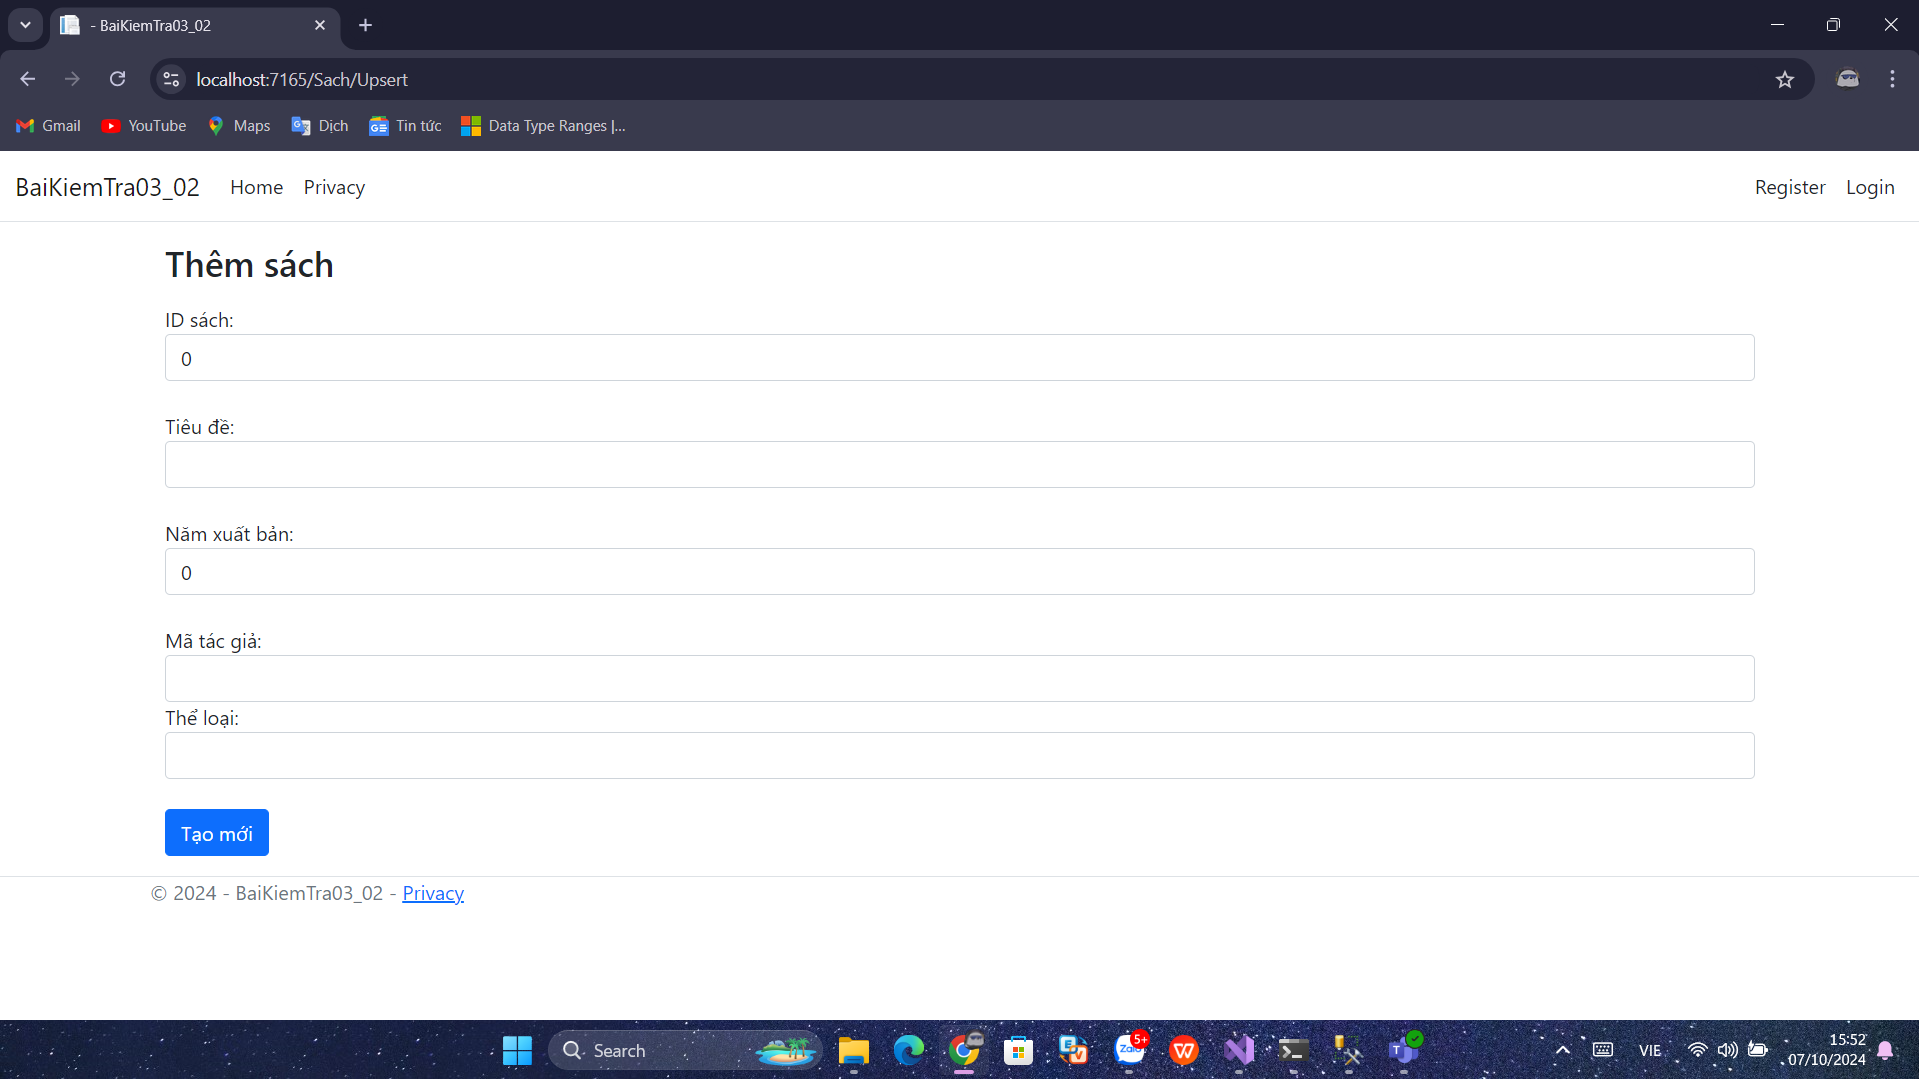 - BaiKiemTra03_02
localhost:7165/Sach/Upsert
Gmail YouTube Maps Dịch Tin tức Data Type Ranges |...
BaiKiemTra03_02 Home Privacy Register Login
Thêm sách
ID sách:
0
Tiêu đề:
Năm xuất bản:
0
Mã tác giả:
Thể loại:
Tạo mới
© 2024 - BaiKiemTra03_02 - Privacy
Search
Zalo
5+
VIE
15:52
07/10/2024